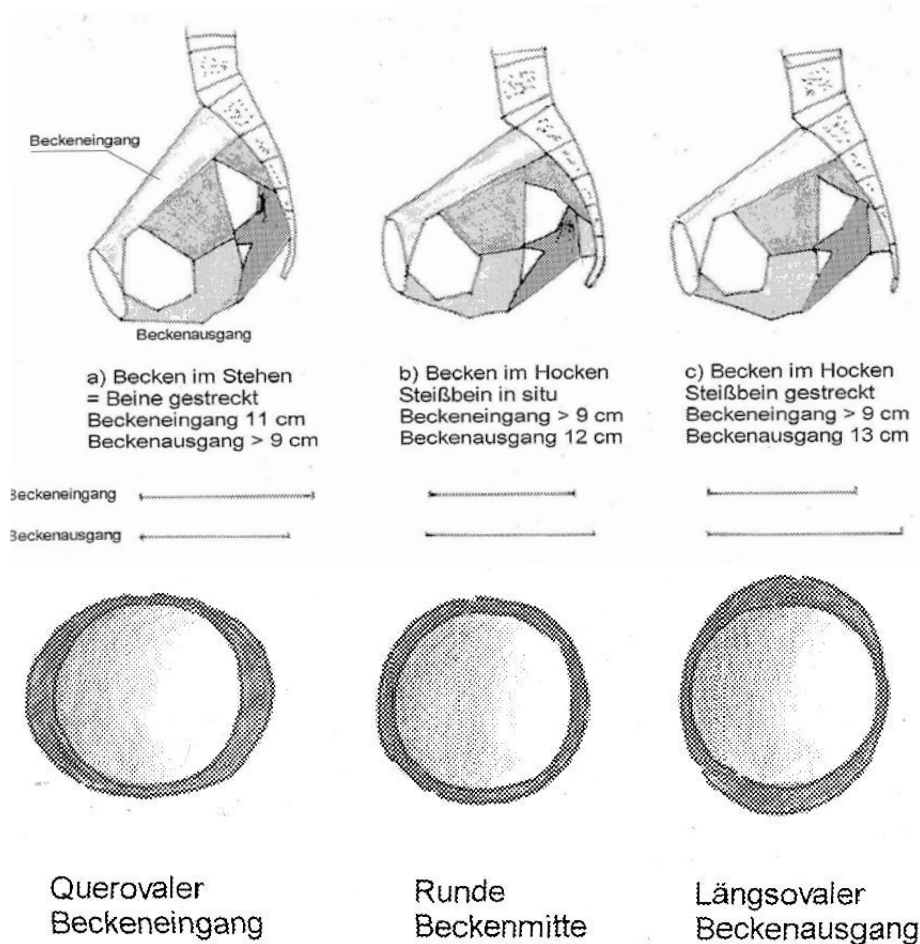 Beckeneingang
Beckenausgang
a) Becken im Stehen
= Beine gestreckt
Beckeneingang 11 cm
Beckenausgang > 9 cm
b) Becken im Hocken
Steißbein in situ
Beckeneingang > 9 cm
Beckenausgang 12 cm
c) Becken im Hocken
Steißbein gestreckt
Beckeneingang > 9 cm
Beckenausgang 13 cm
Beckeneingang
Beckenausgang
Querovaler
Beckeneingang
Runde
Beckenmitte
Längsovaler
Beckenausgang